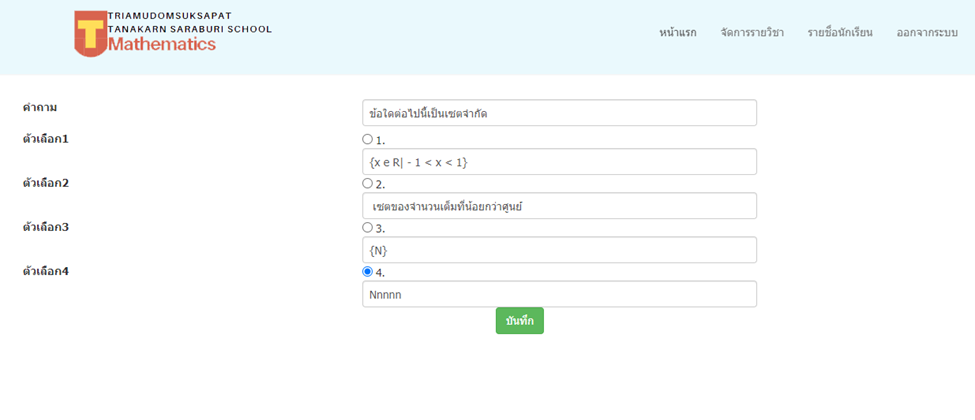 TRIAMUDOMSUKSAPAT
TANAKARN SARABURI SCHOOL
Mathematics
หน้าแรก จัดการรายวิชา รายชื่อนักเรียน ออกจากระบบ
คำถาม
ข้อใดต่อไปนี้เป็นเซตจำกัด
ตัวเลือก1
1.
{x e R| - 1 < x < 1}
ตัวเลือก2
2.
เซตของจำนวนเต็มที่น้อยกว่าศูนย์
ตัวเลือก3
3.
{N}
ตัวเลือก4
4.
Nnnnn
บันทึก